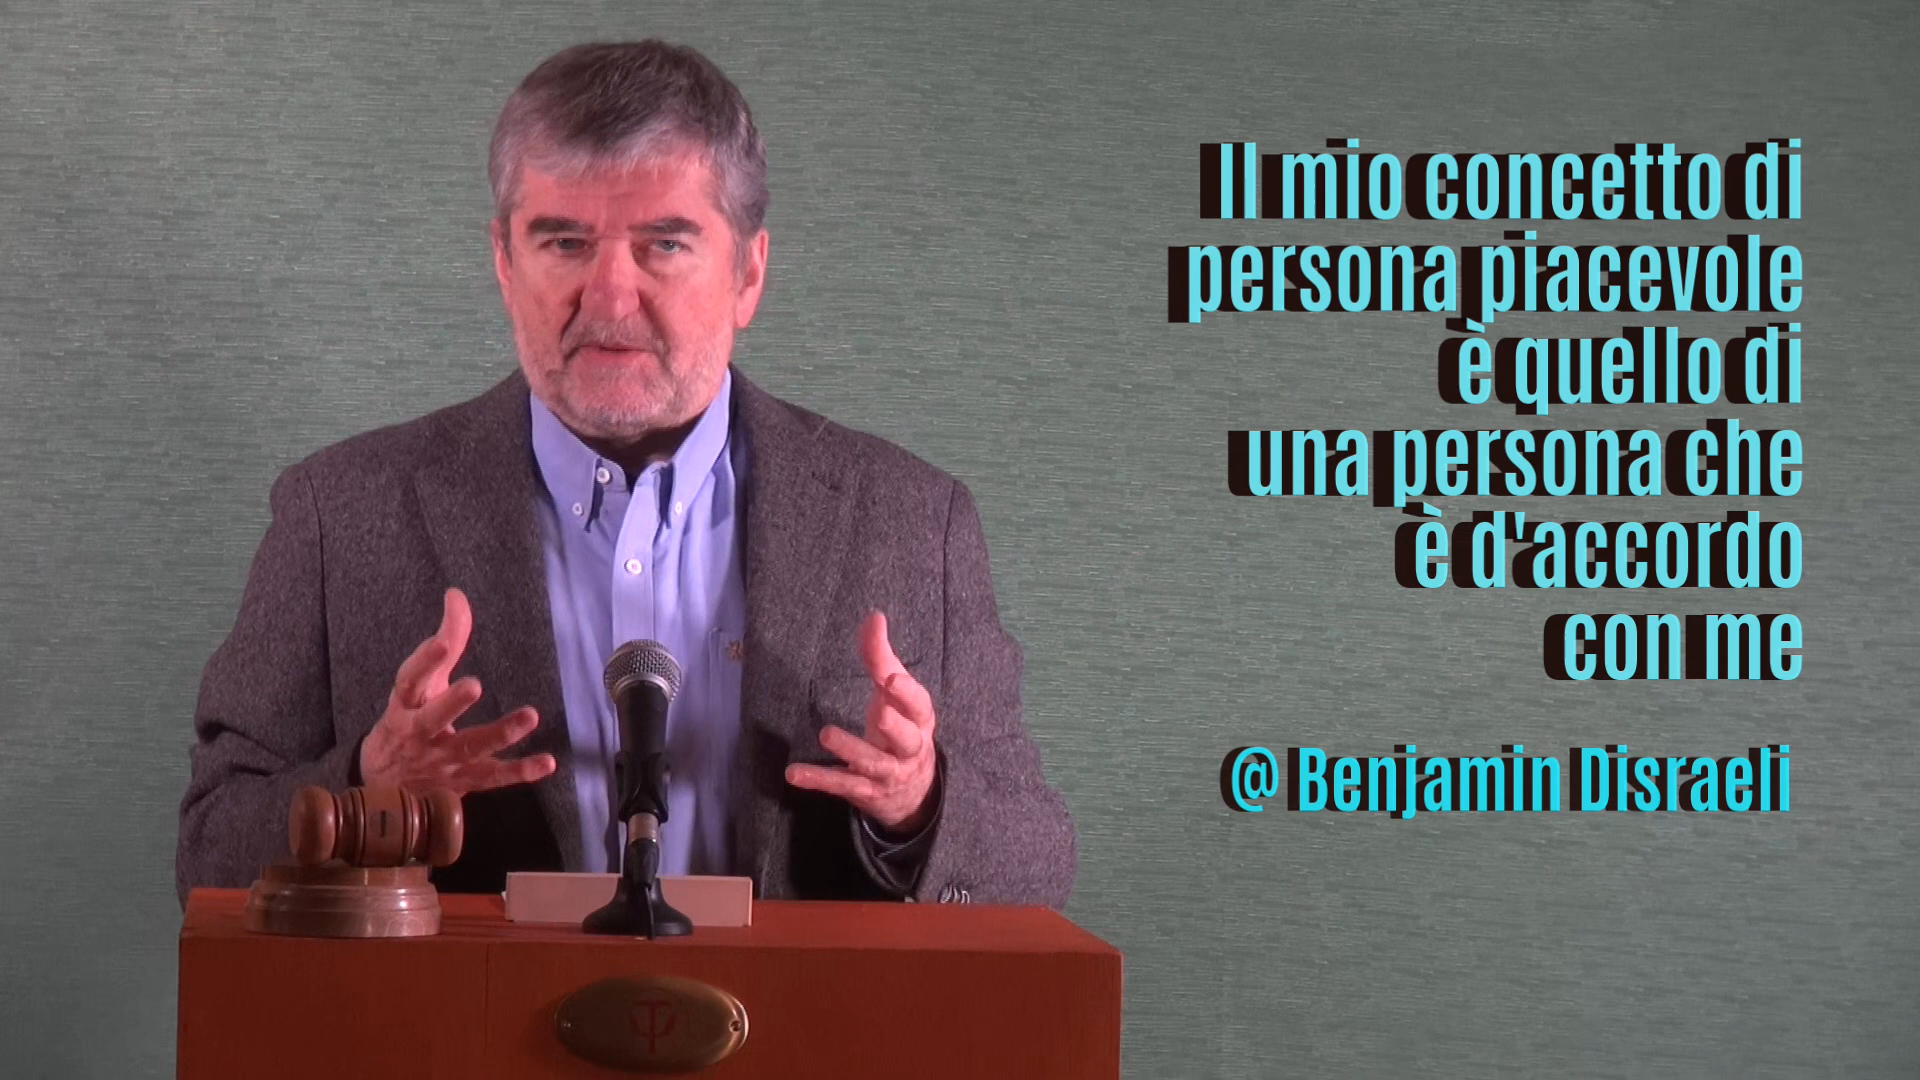 Il mio concetto di
persona piacevole
è quello di
una persona che
è d'accordo
con me
@ Benjamin Disraeli